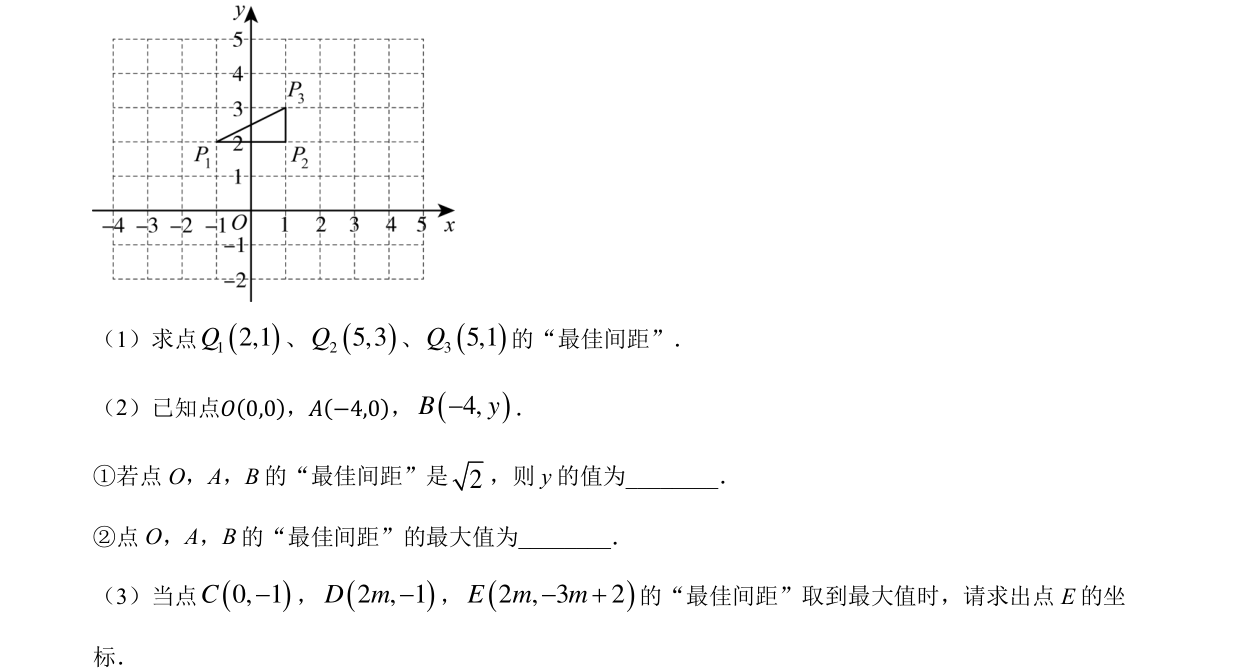 y
5
4
P₃
3
2
P₁
P₂
1
–4 –3 –2 –1 O 1 2 3 4 5 x
–1
–2
（1）求点Q₁(2,1)、Q₂(5,3)、Q₃(5,1)的“最佳间距”.
（2）已知点O(0,0)，A(−4,0)，B(−4, y).
①若点 O，A，B 的“最佳间距”是√2，则 y 的值为________.
②点 O，A，B 的“最佳间距”的最大值为________.
（3）当点C(0,−1)，D(2m,−1)，E(2m,−3m+2)的“最佳间距”取到最大值时，请求出点 E 的坐
标.